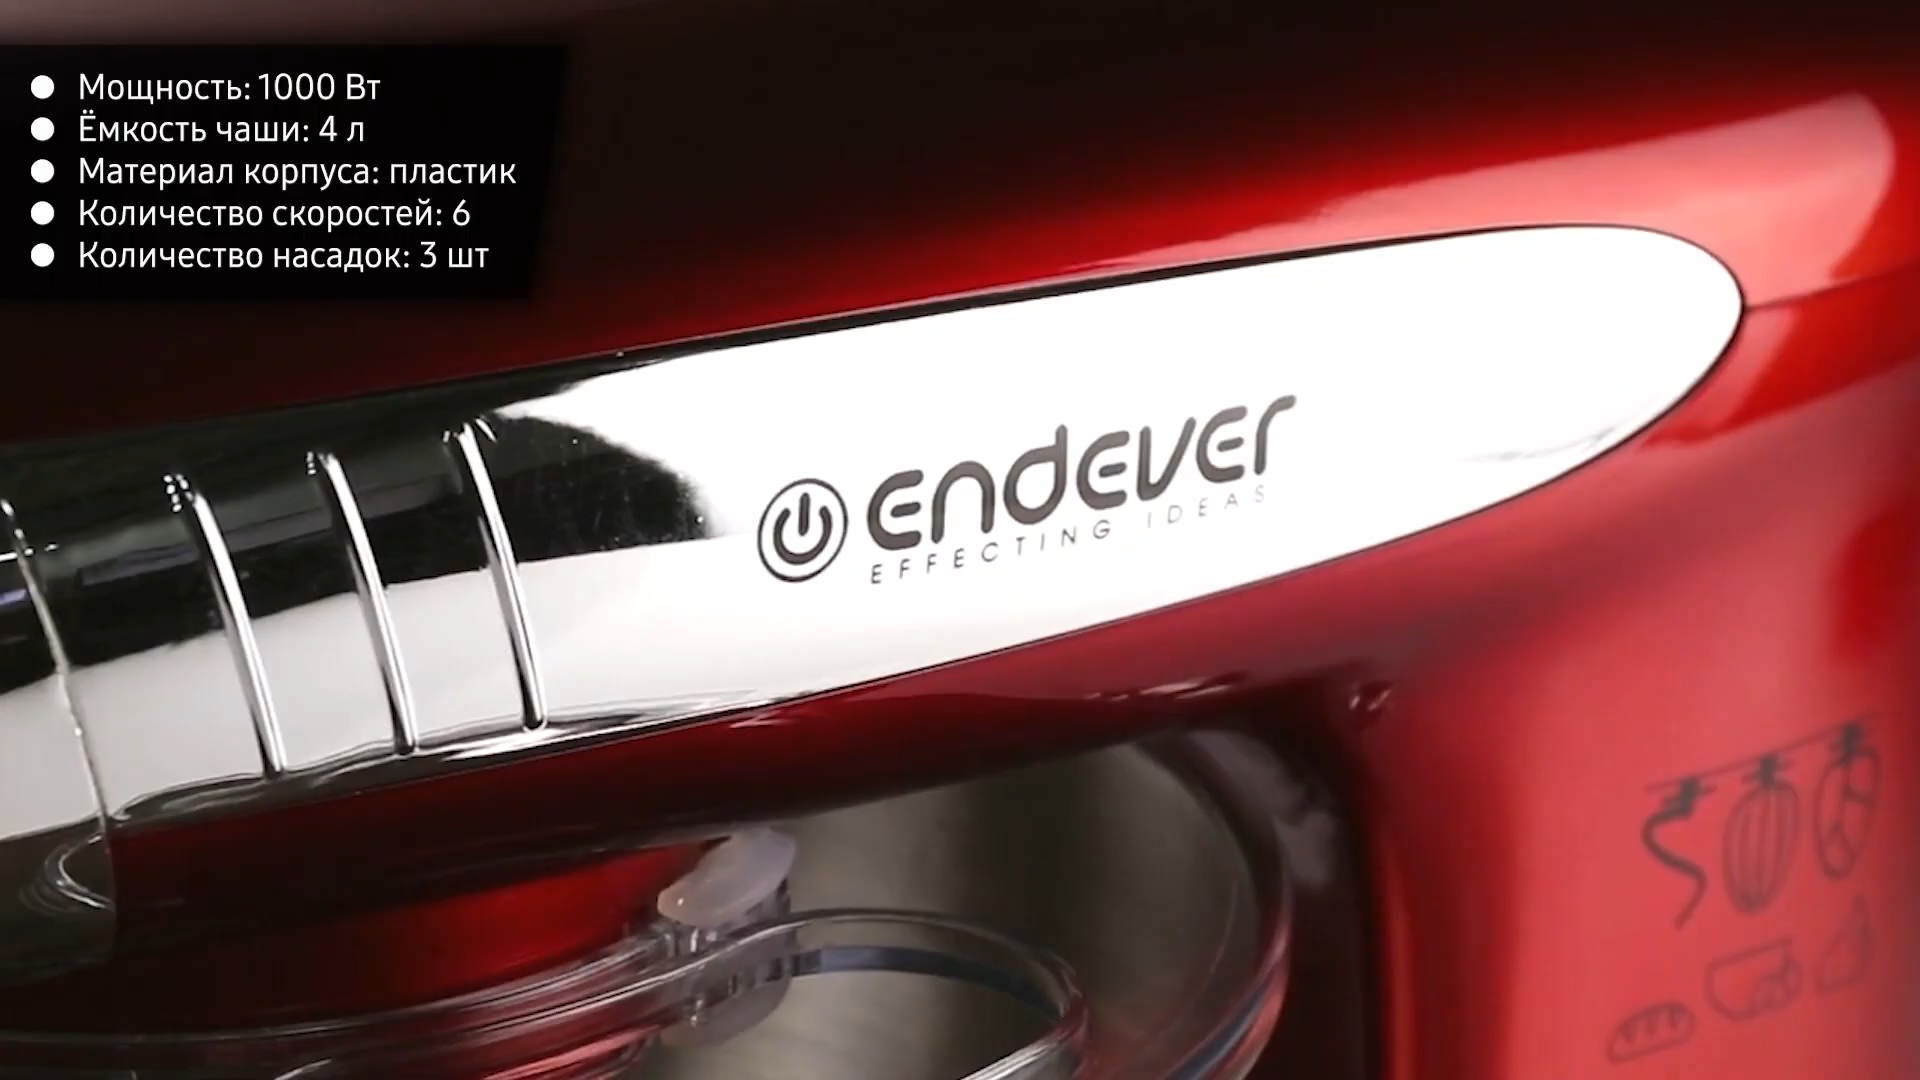 Мощность: 1000 Вт
Ёмкость чаши: 4 л
Материал корпуса: пластик
Количество скоростей: 6
Количество насадок: 3 шт
endever
EFFECTING IDEAS